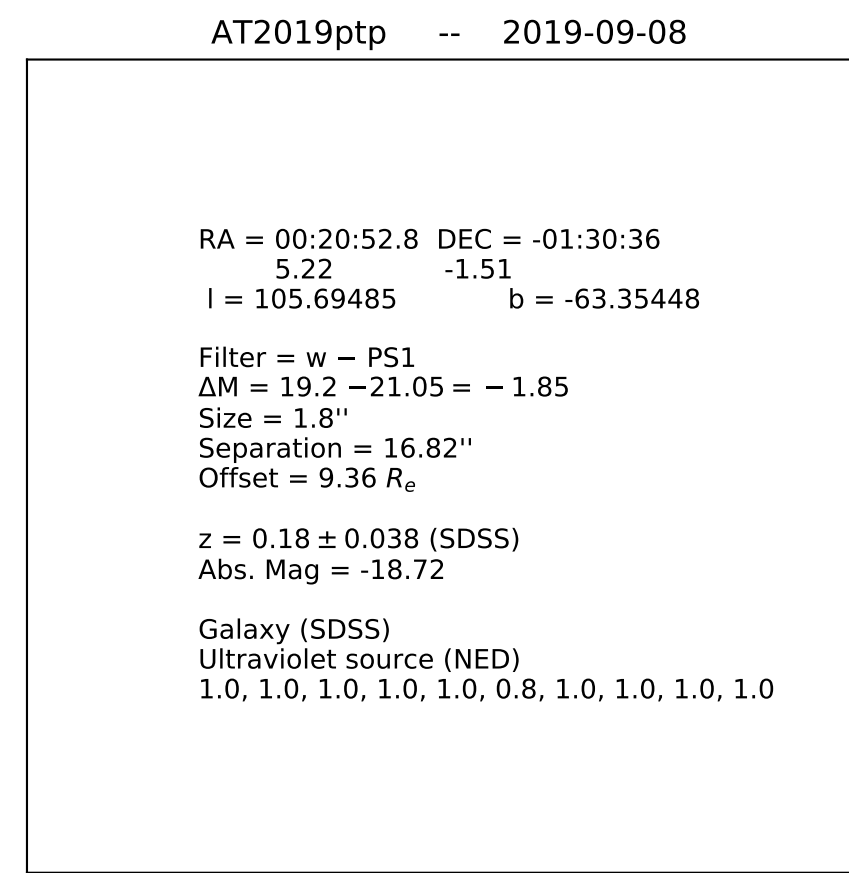 AT2019ptp -- 2019-09-08
RA = 00:20:52.8 DEC = -01:30:36
5.22 -1.51
l = 105.69485 b = -63.35448
Filter = w − PS1
ΔM = 19.2 −21.05 = − 1.85
Size = 1.8''
Separation = 16.82''
Offset = 9.36 Re
z = 0.18 ± 0.038 (SDSS)
Abs. Mag = -18.72
Galaxy (SDSS)
Ultraviolet source (NED)
1.0, 1.0, 1.0, 1.0, 1.0, 0.8, 1.0, 1.0, 1.0, 1.0